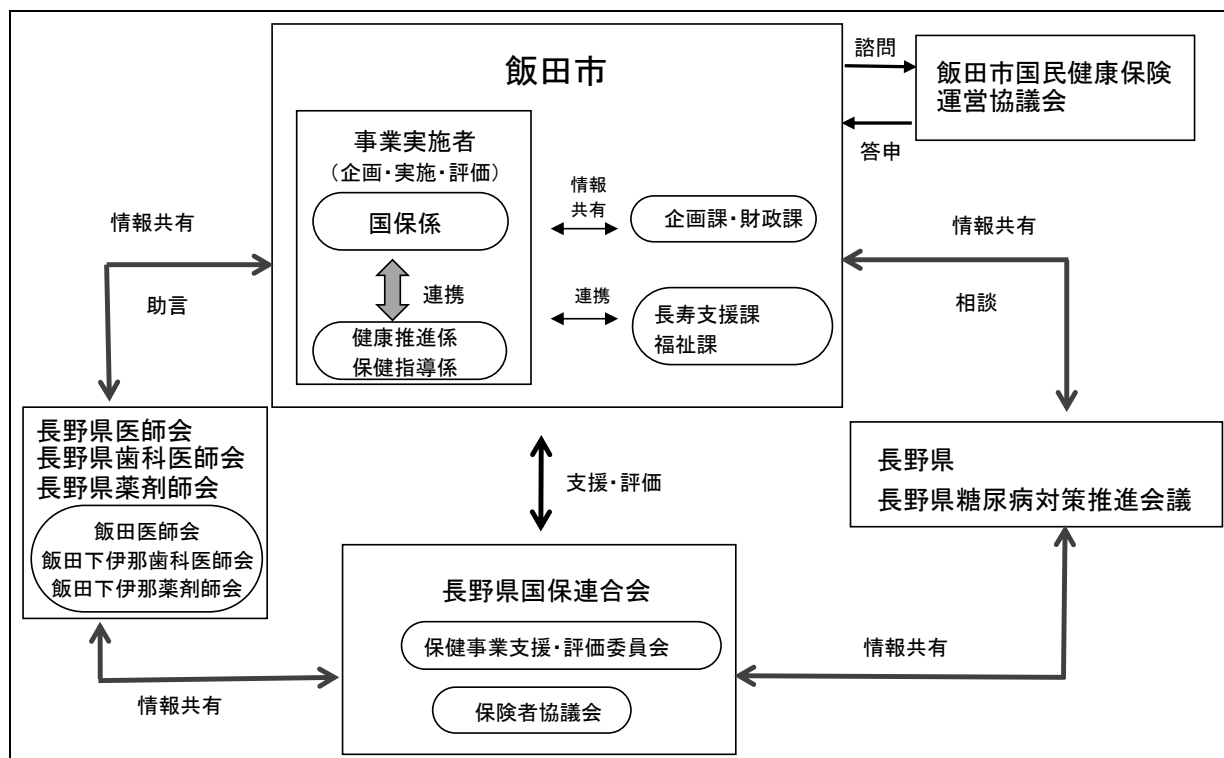 飯田市
諮問
飯田市国民健康保険
運営協議会
答申
事業実施者
（企画・実施・評価）
国保係
連携
健康推進係
保健指導係
情報
共有
企画課・財政課
連携
長寿支援課
福祉課
情報共有
助言
情報共有
相談
長野県医師会
長野県歯科医師会
長野県薬剤師会
飯田医師会
飯田下伊那歯科医師会
飯田下伊那薬剤師会
支援・評価
長野県
長野県糖尿病対策推進会議
長野県国保連合会
保健事業支援・評価委員会
保険者協議会
情報共有
情報共有